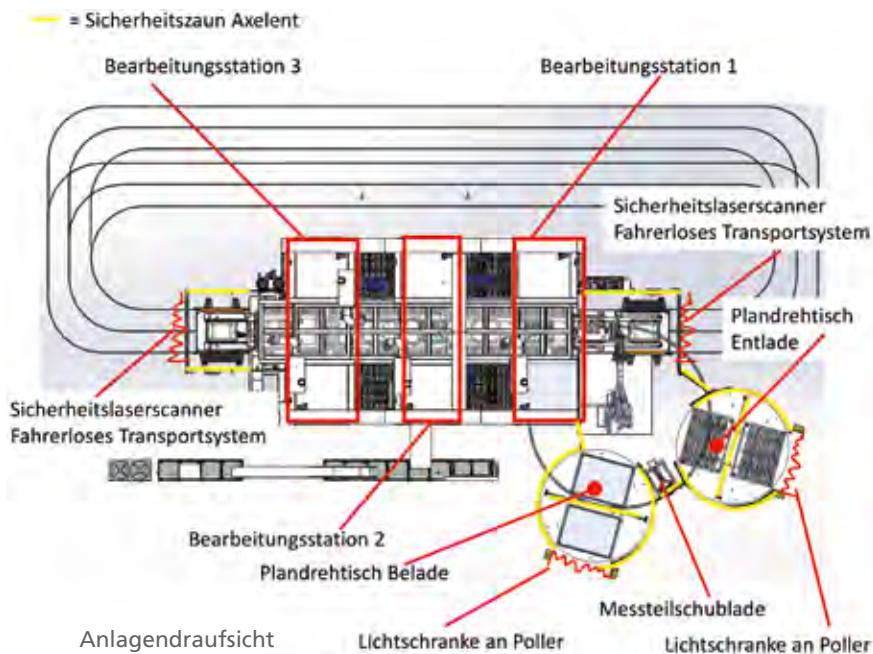 = Sicherheitszaun Axelent
Bearbeitungsstation 3
Bearbeitungsstation 1
Sicherheitslaserscanner
Fahrerloses Transportsystem
Plandrehtisch
Entlade
Sicherheitslaserscanner
Fahrerloses Transportsystem
Bearbeitungsstation 2
Plandrehtisch Belade
Messteilschublade
Anlagendraufsicht
Lichtschranke an Poller
Lichtschranke an Poller